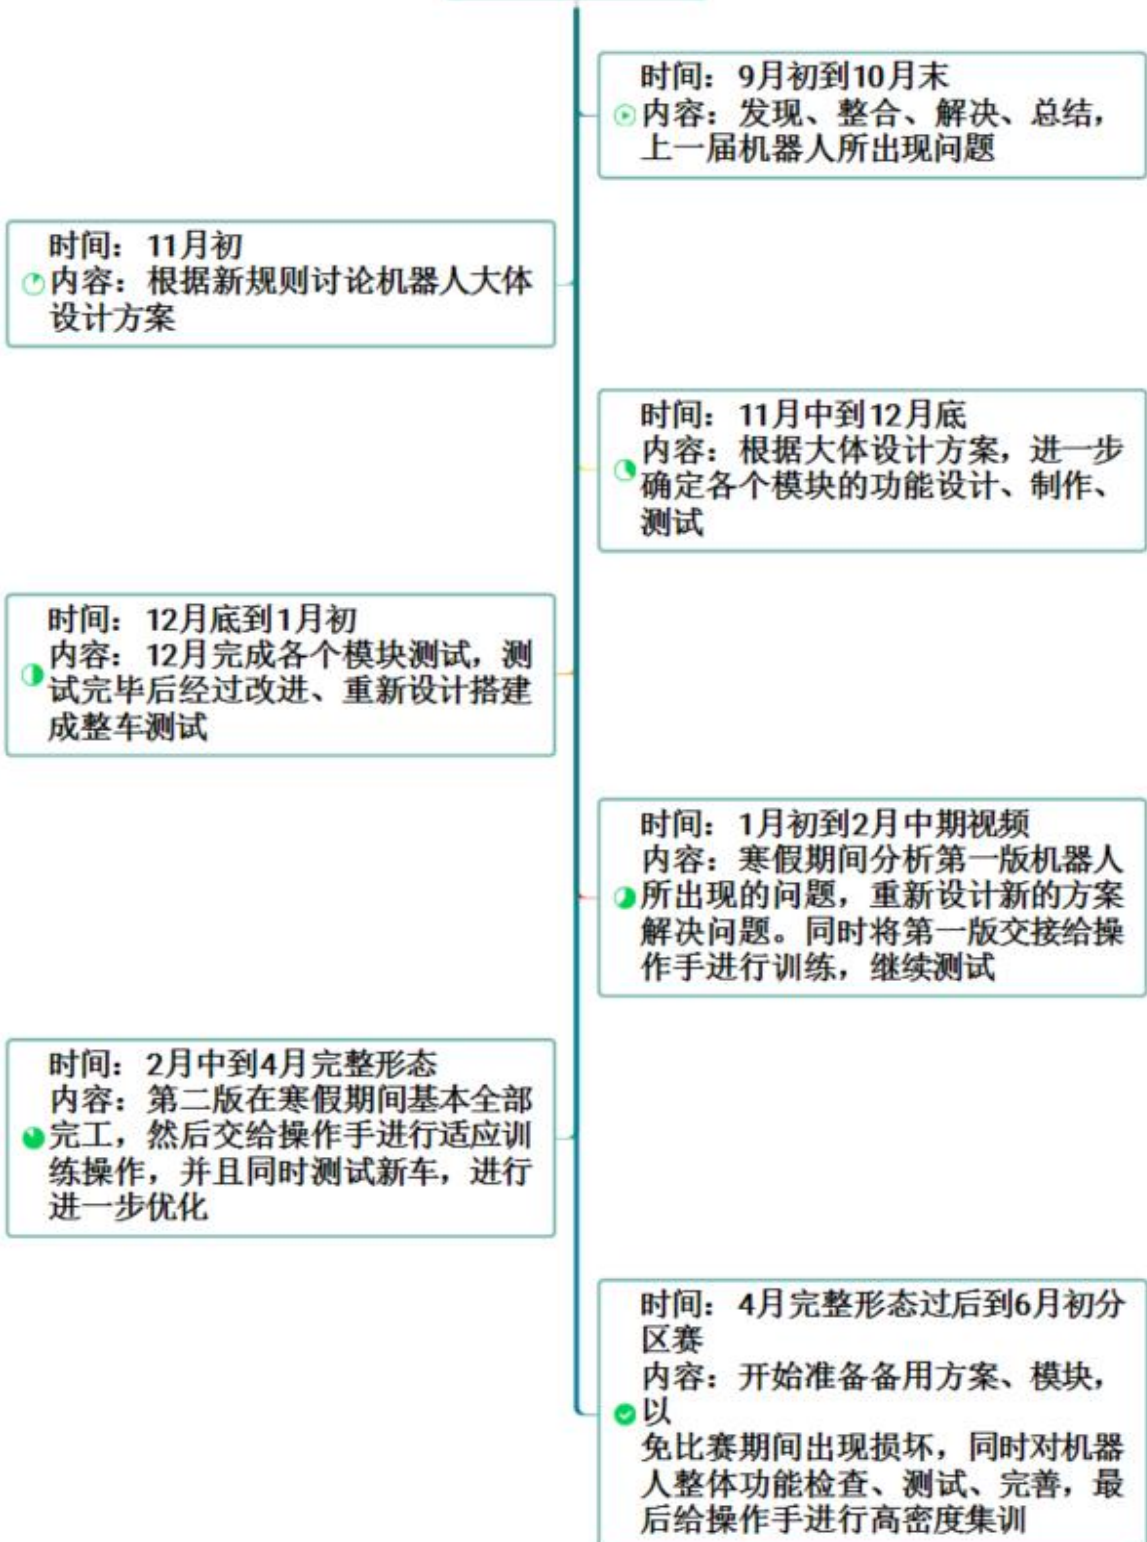 时间：9月初到10月末
内容：发现、整合、解决、总结，
上一届机器人所出现问题
时间：11月初
内容：根据新规则讨论机器人大体
设计方案
时间：11月中到12月底
内容：根据大体设计方案，进一步
确定各个模块的功能设计、制作、
测试
时间：12月底到1月初
内容：12月完成各个模块测试，测
试完毕后经过改进、重新设计搭建
成整车测试
时间：1月初到2月中期视频
内容：寒假期间分析第一版机器人
所出现的问题，重新设计新的方案
解决问题。同时将第一版交接给操
作手进行训练，继续测试
时间：2月中到4月完整形态
内容：第二版在寒假期间基本全部
完工，然后交给操作手进行适应训
练操作，并且同时测试新车，进行
进一步优化
时间：4月完整形态过后到6月初分
区赛
内容：开始准备备用方案、模块，
以
免比赛期间出现损坏，同时对机器
人整体功能检查、测试、完善，最
后给操作手进行高密度集训